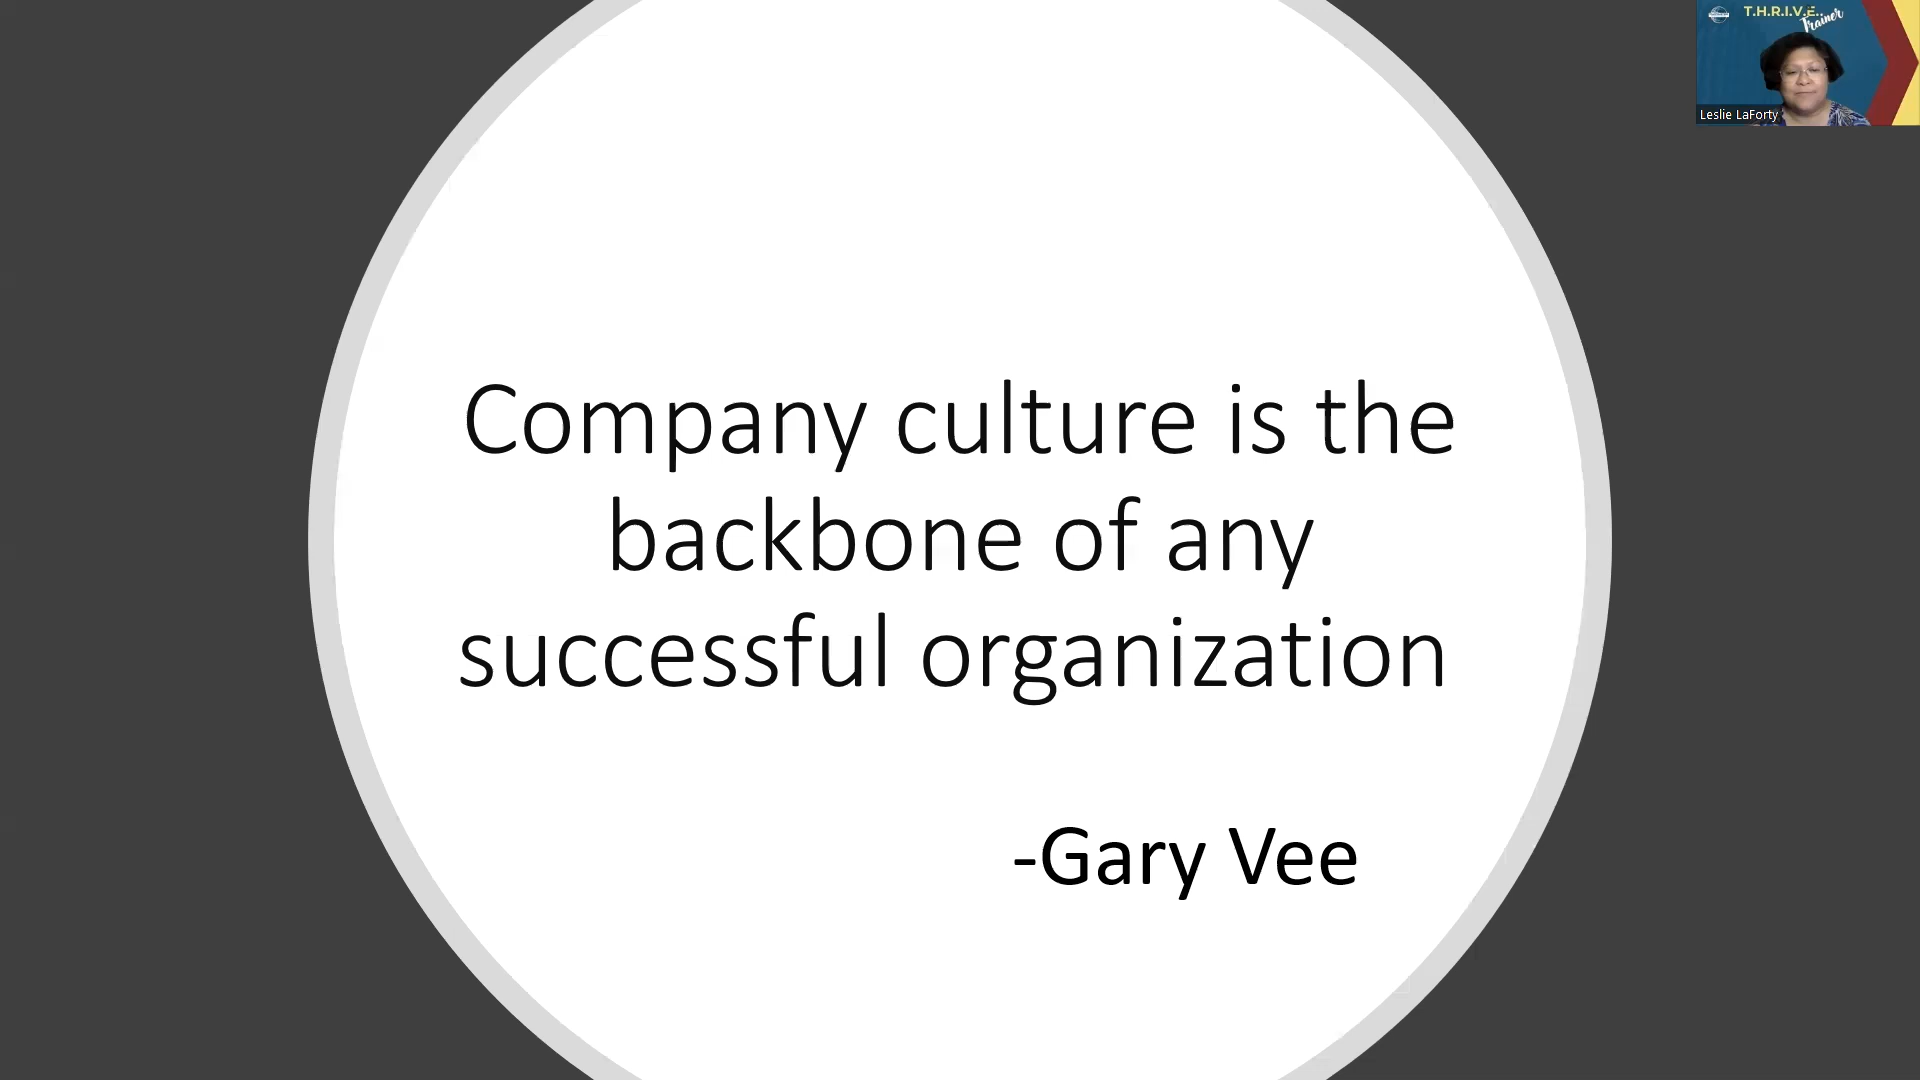 T.H.R.I.V.E.
Trainer
Leslie LaForty
Company culture is the
backbone of any
successful organization
-Gary Vee